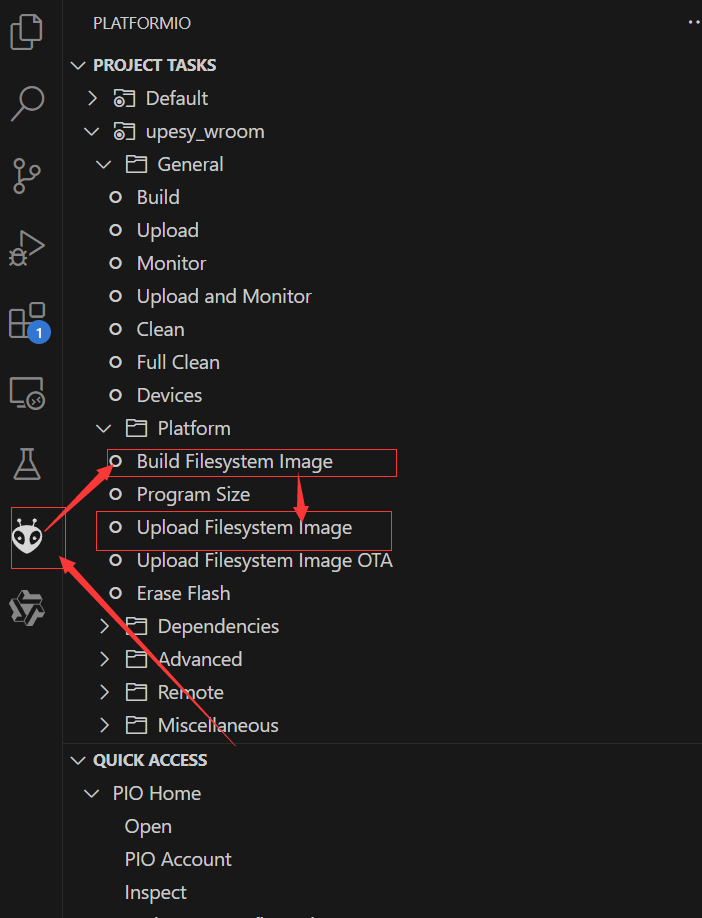 PLATFORMIO
PROJECT TASKS
Default
upesy_wroom
General
Build
Upload
Monitor
Upload and Monitor
Clean
Full Clean
Devices
Platform
1
Build Filesystem Image
Program Size
Upload Filesystem Image
Upload Filesystem Image OTA
Erase Flash
Dependencies
Advanced
Remote
Miscellaneous
QUICK ACCESS
PIO Home
Open
PIO Account
Inspect